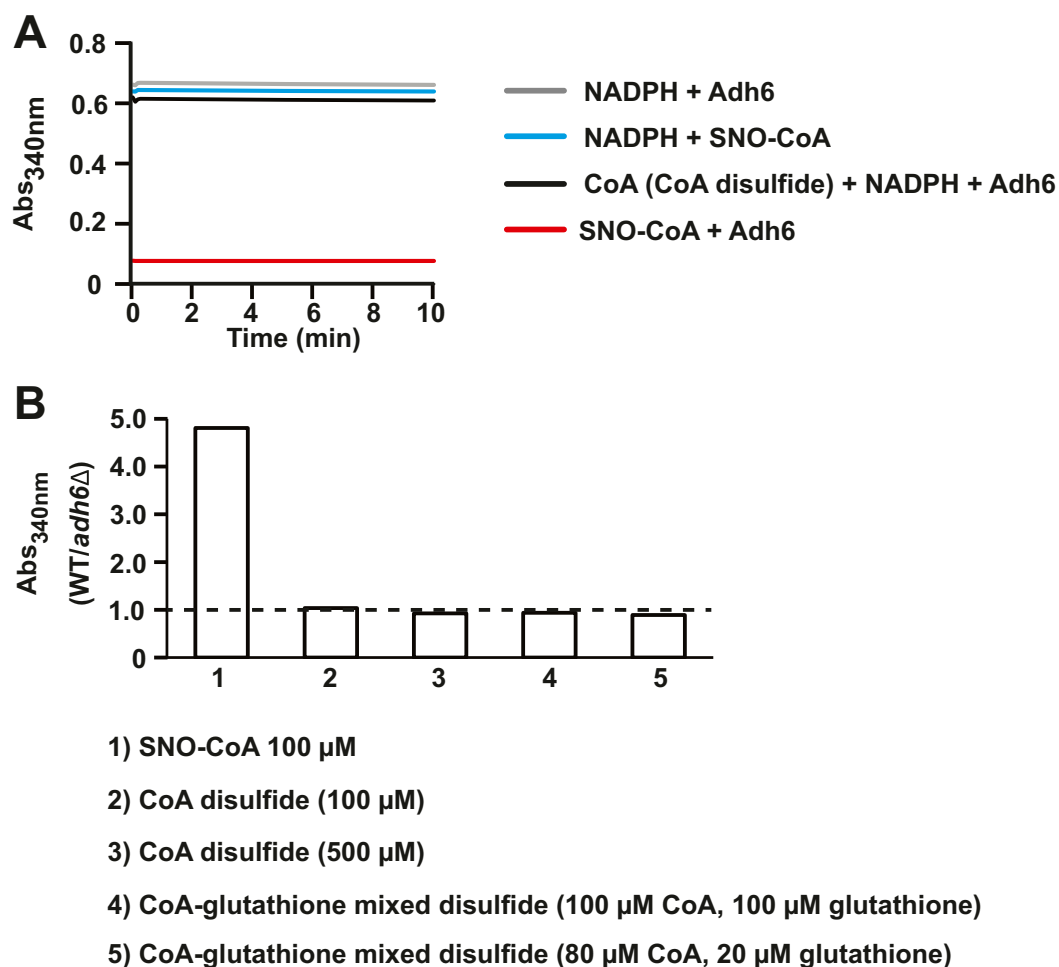 A
0.8
0.6
0.4
0.2
0
Abs340nm
0 2 4 6 8 10
Time (min)
NADPH + Adh6
NADPH + SNO-CoA
CoA (CoA disulfide) + NADPH + Adh6
SNO-CoA + Adh6
B
5.0
4.0
3.0
2.0
1.0
0
Abs340nm
(WT/adh6Δ)
1 2 3 4 5
1) SNO-CoA 100 µM
2) CoA disulfide (100 µM)
3) CoA disulfide (500 µM)
4) CoA-glutathione mixed disulfide (100 µM CoA, 100 µM glutathione)
5) CoA-glutathione mixed disulfide (80 µM CoA, 20 µM glutathione)